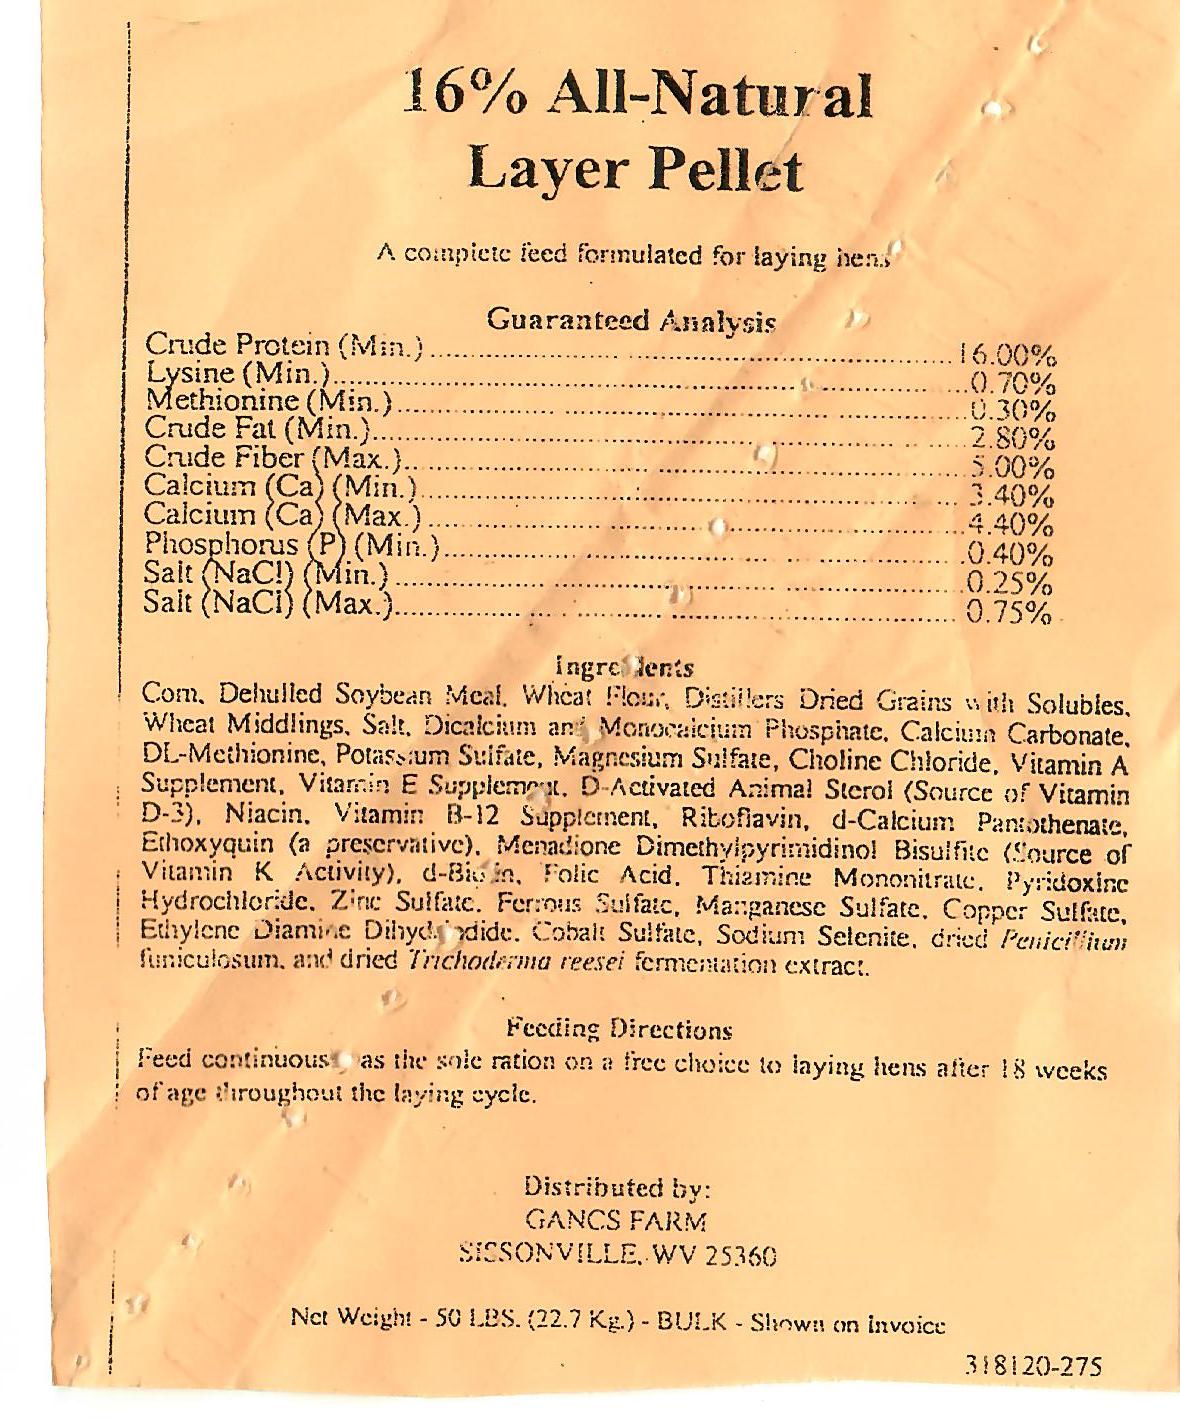 16% All-Natural
Layer Pellet
A complete feed formulated for laying hens
Guaranteed Analysis
Crude Protein (Min.) 16.00%
Lysine (Min.) 0.70%
Methionine (Min.) 0.30%
Crude Fat (Min.) 2.80%
Crude Fiber (Max.) 5.00%
Calcium (Ca) (Min.) 3.40%
Calcium (Ca) (Max.) 4.40%
Phosphorus (P) (Min.) 0.40%
Salt (NaCl) (Min.) 0.25%
Salt (NaCl) (Max.) 0.75%
Ingredients
Corn, Dehulled Soybean Meal, Wheat Flour, Distillers Dried Grains with Solubles,
Wheat Middlings, Salt, Dicalcium and Monocalcium Phosphate, Calcium Carbonate,
DL-Methionine, Potassium Sulfate, Magnesium Sulfate, Choline Chloride, Vitamin A
Supplement, Vitamin E Supplement, D-Activated Animal Sterol (Source of Vitamin
D-3), Niacin, Vitamin B-12 Supplement, Riboflavin, d-Calcium Pantothenate,
Ethoxyquin (a preservative), Menadione Dimethylpyrimidinol Bisulfite (Source of
Vitamin K Activity), d-Biotin, Folic Acid, Thiamine Mononitrate, Pyridoxine
Hydrochloride, Zinc Sulfate, Ferrous Sulfate, Manganese Sulfate, Copper Sulfate,
Ethylene Diamine Dihydriodide, Cobalt Sulfate, Sodium Selenite, dried Penicillium
funiculosum, and dried Trichoderma reesei fermentation extract.
Feeding Directions
Feed continuously as the sole ration on a free choice to laying hens after 18 weeks
of age throughout the laying cycle.
Distributed by:
GANCS FARM
SISSONVILLE, WV 25360
Net Weight - 50 LBS. (22.7 Kg.) - BULK - Shown on Invoice
318120-275